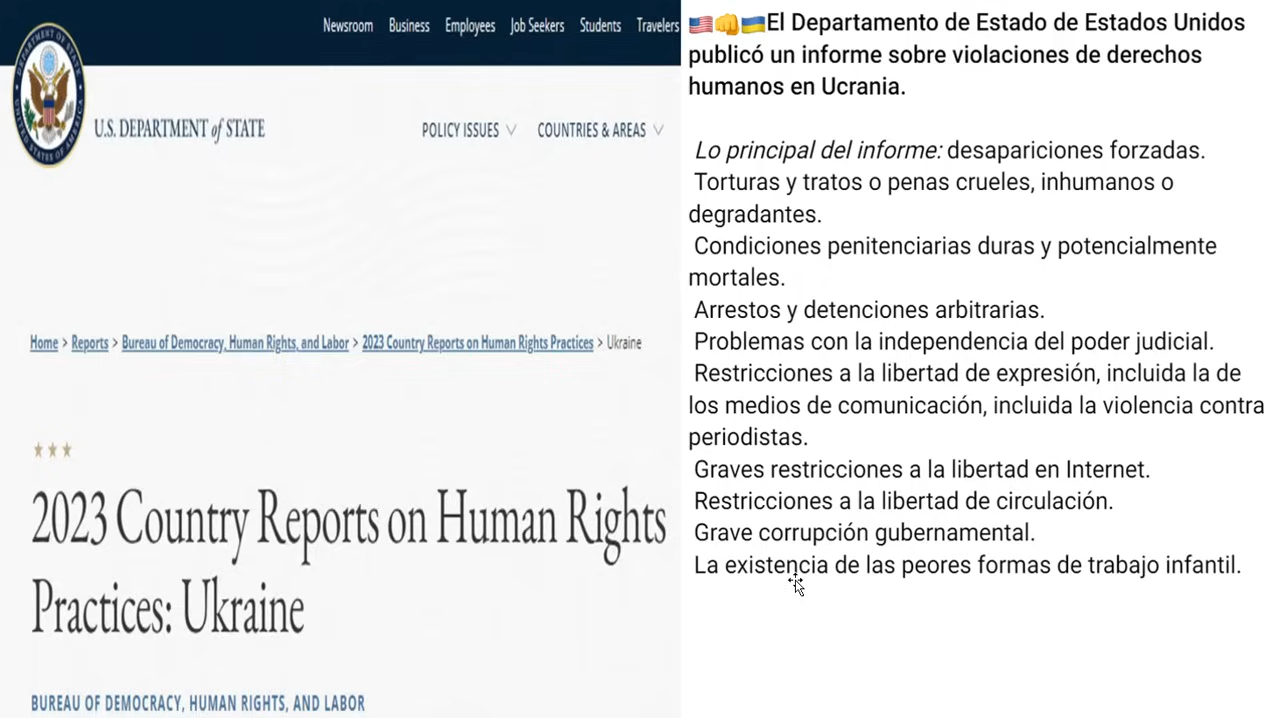 Newsroom Business Employees Job Seekers Students Travelers
U.S. DEPARTMENT of STATE
POLICY ISSUES COUNTRIES & AREAS
Home > Reports > Bureau of Democracy, Human Rights, and Labor > 2023 Country Reports on Human Rights Practices > Ukraine
2023 Country Reports on Human Rights
Practices: Ukraine
BUREAU OF DEMOCRACY, HUMAN RIGHTS, AND LABOR
🇺🇸👊🇺🇦El Departamento de Estado de Estados Unidos
publicó un informe sobre violaciones de derechos
humanos en Ucrania.
Lo principal del informe: desapariciones forzadas.
Torturas y tratos o penas crueles, inhumanos o
degradantes.
Condiciones penitenciarias duras y potencialmente
mortales.
Arrestos y detenciones arbitrarias.
Problemas con la independencia del poder judicial.
Restricciones a la libertad de expresión, incluida la de
los medios de comunicación, incluida la violencia contra
periodistas.
Graves restricciones a la libertad en Internet.
Restricciones a la libertad de circulación.
Grave corrupción gubernamental.
La existencia de las peores formas de trabajo infantil.